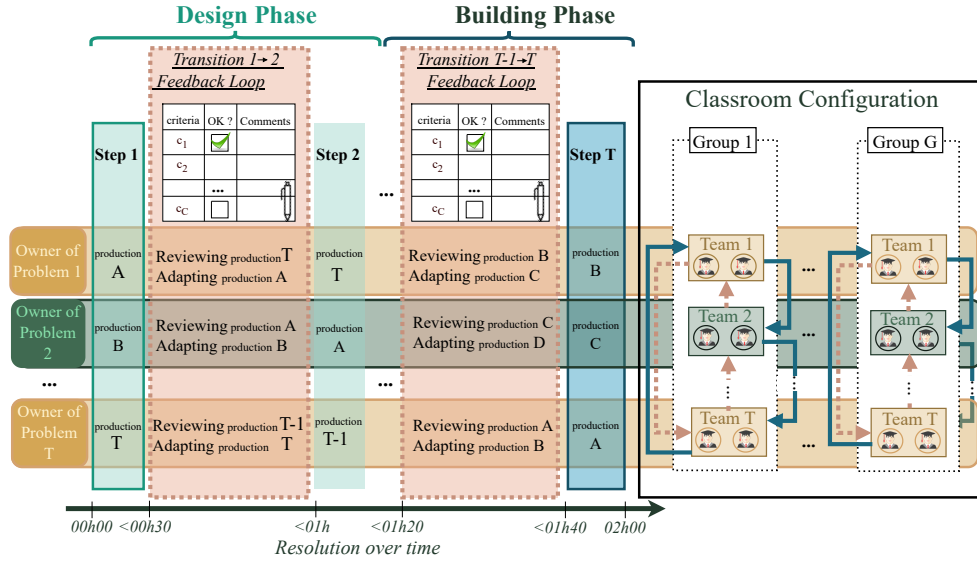 Design Phase
Building Phase
Transition 1→ 2
Feedback Loop
criteria OK ? Comments
c1
c2
...
cC
Transition T-1→T
Feedback Loop
criteria OK ? Comments
c1
c2
...
cC
Step 1
Step 2
...
Step T
Owner of
Problem 1
production
A
Reviewing production T
Adapting production A
production
T
Reviewing production B
Adapting production C
production
B
Owner of
Problem
2
production
B
Reviewing production A
Adapting production B
production
A
Reviewing production C
Adapting production D
production
C
...
...
Owner of
Problem
T
production
T
Reviewing production T-1
Adapting production T
production
T-1
Reviewing production A
Adapting production B
production
A
00h00
<00h30
<01h
<01h20
<01h40
02h00
Resolution over time
Classroom Configuration
Group 1
Group G
Team 1
...
Team 1
Team 2
...
Team 2
...
...
...
...
Team T
...
Team T